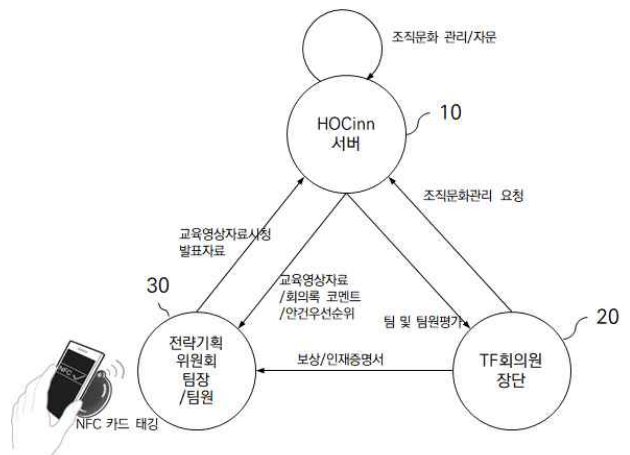 조직문화 관리/자문
HOCinn
서버
10
조직문화관리 요청
교육영상자료시청
발표자료
교육영상자료
/회의록 코멘트
/안건우선순위
30
팀 및 팀원평가
20
전략기획
위원회
팀장
/팀원
보상/인재증명서
TF회의원
장단
NFC
NFC 카드 태깅